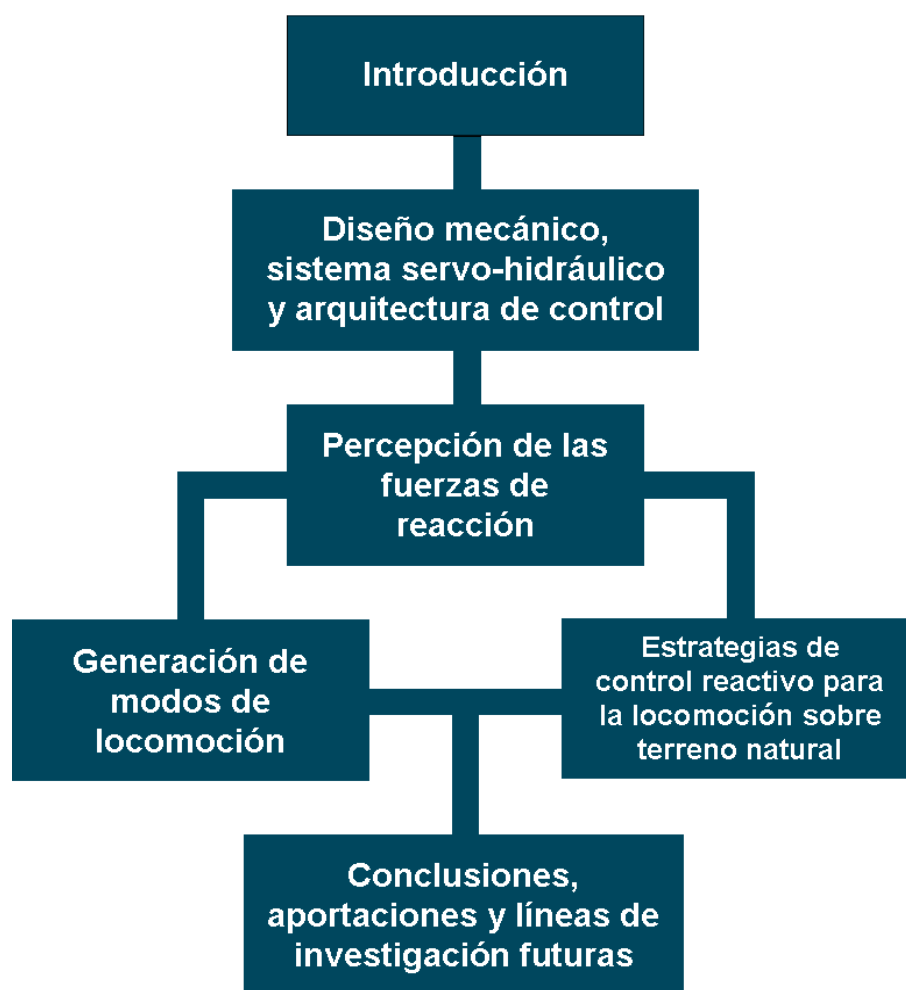 Introducción
Diseño mecánico,
sistema servo-hidráulico
y arquitectura de control
Percepción de las
fuerzas de
reacción
Generación de
modos de
locomoción
Estrategias de
control reactivo para
la locomoción sobre
terreno natural
Conclusiones,
aportaciones y líneas de
investigación futuras